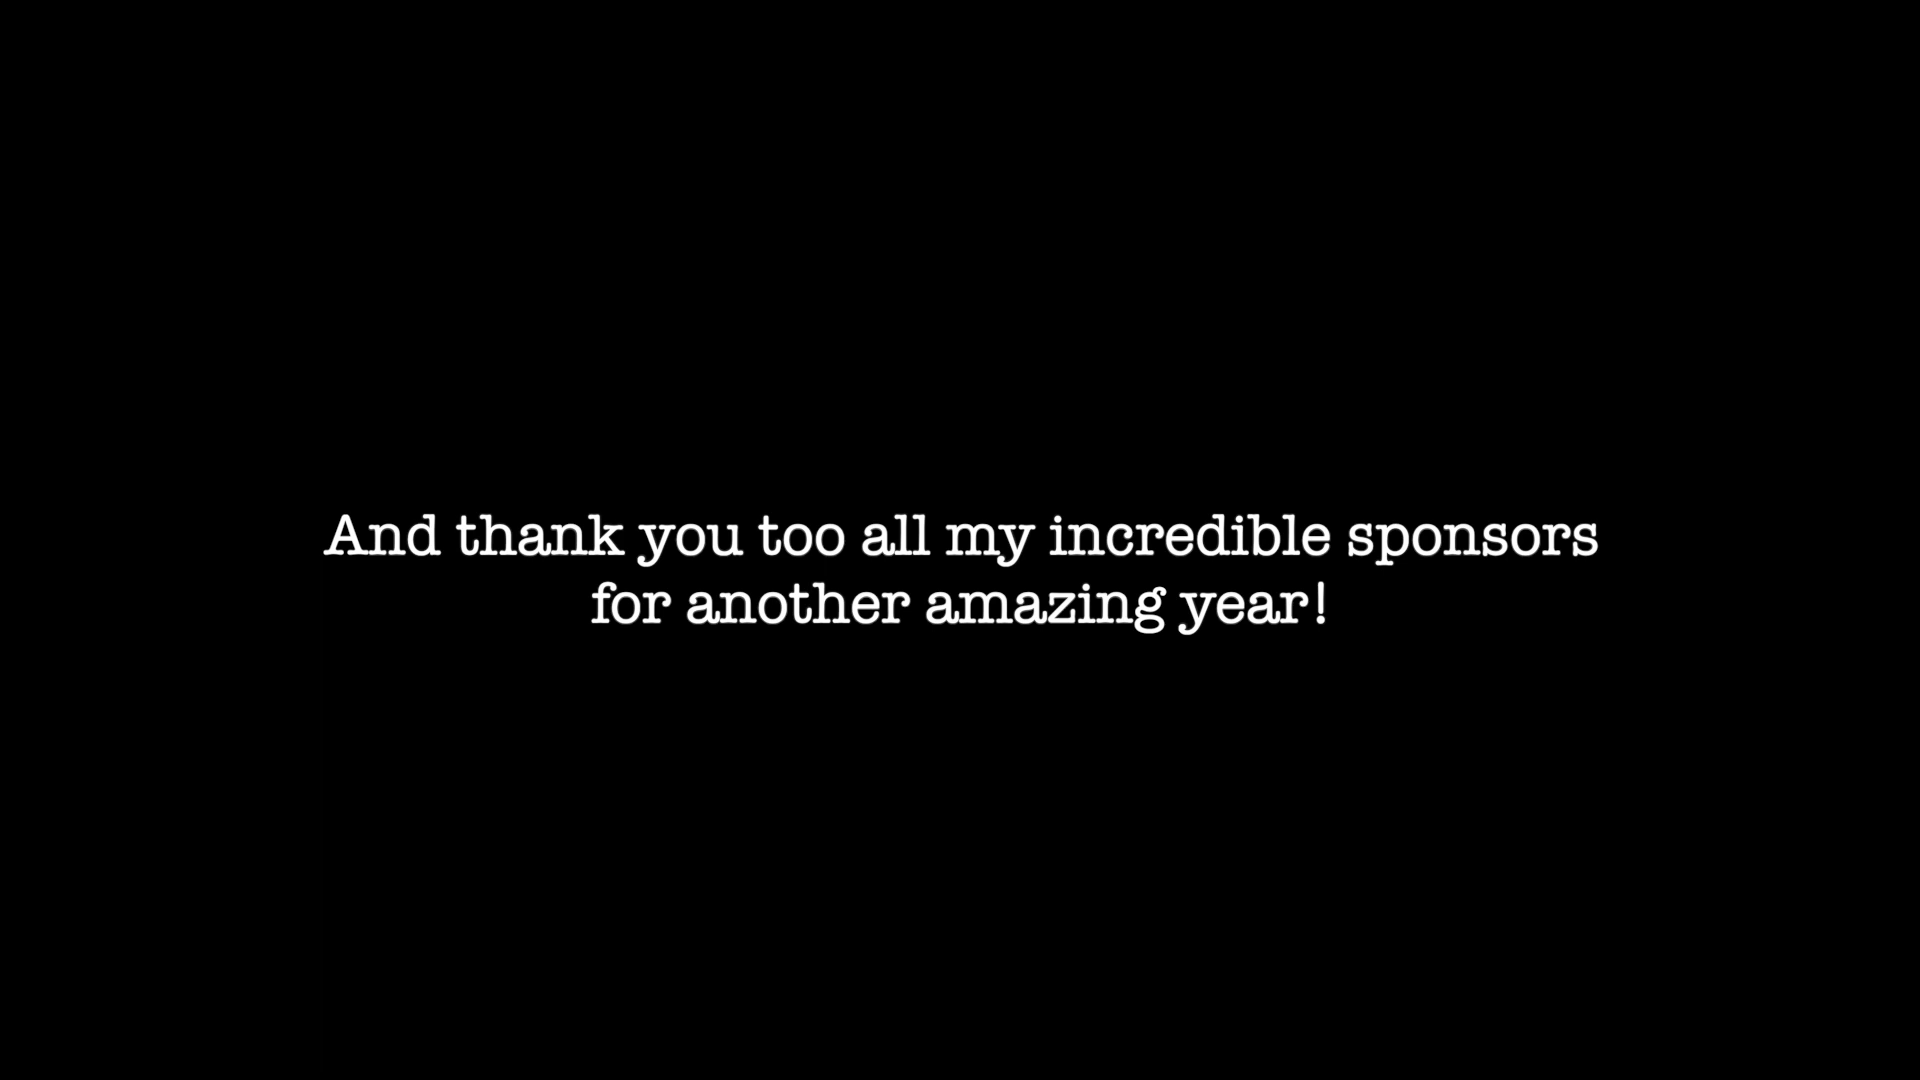 And thank you too all my incredible sponsors
for another amazing year!